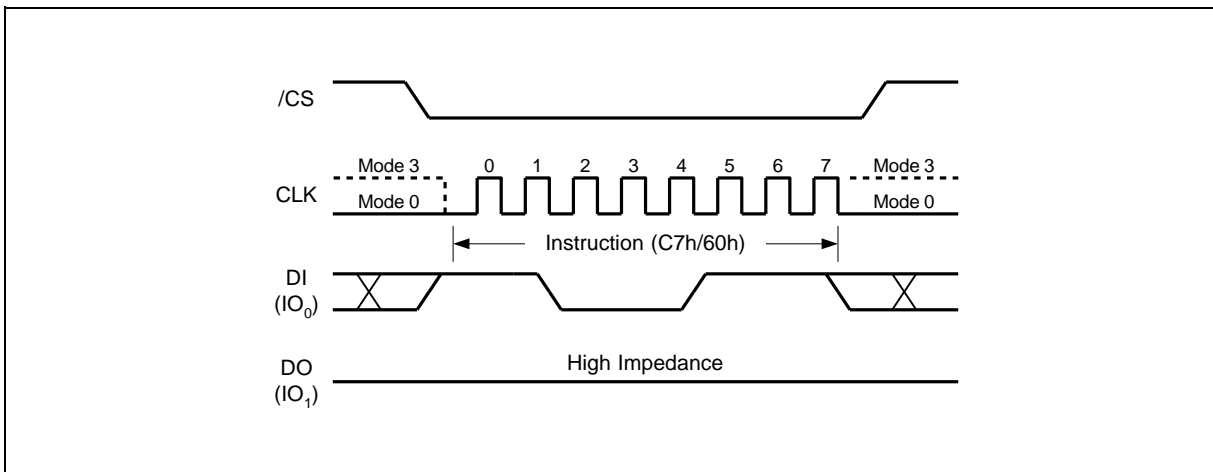 /CS
Mode 3 0 1 2 3 4 5 6 7 Mode 3
CLK
Mode 0 Mode 0
Instruction (C7h/60h)
DI
(IO0)
High Impedance
DO
(IO1)